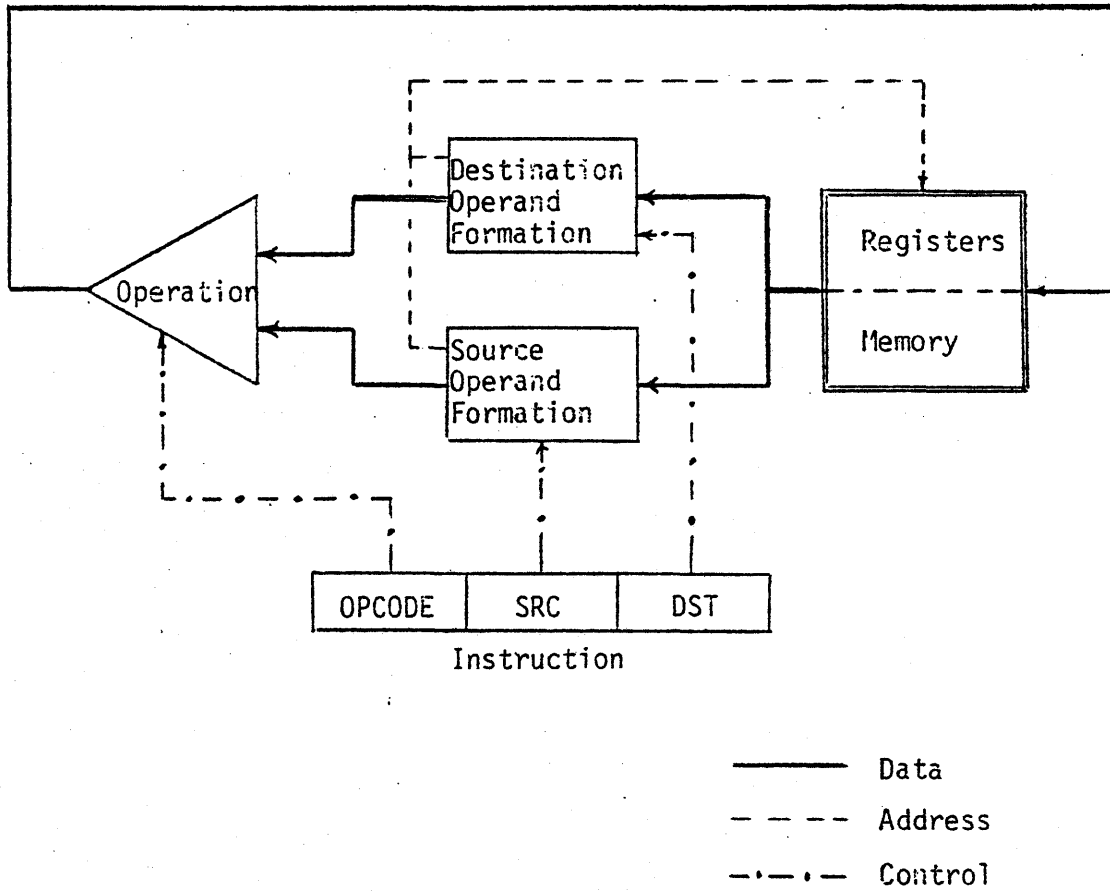 Destination
Operand
Formation
Registers
Operation
Memory
Source
Operand
Formation
OPCODE SRC DST
Instruction
Data
Address
Control